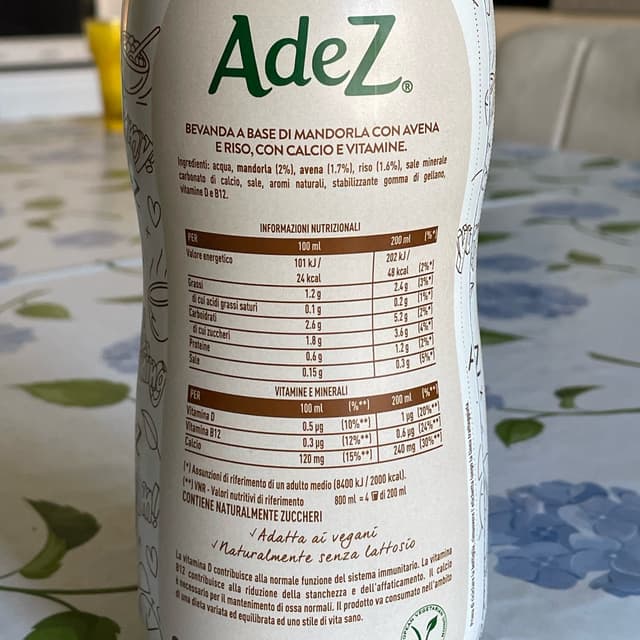 AdeZ®
BEVANDA A BASE DI MANDORLA CON AVENA
E RISO, CON CALCIO E VITAMINE.
Ingredienti: acqua, mandorla (2%), avena (1.7%), riso (1.6%), sale minerale
carbonato di calcio, sale, aromi naturali, stabilizzante gomma di gellano,
vitamine D e B12.
INFORMAZIONI NUTRIZIONALI
PER 100 ml 200 ml (%*)
Valore energetico 101 kJ / 202 kJ /
24 kcal 48 kcal (2%*)
Grassi 1.2 g 2.4 g (3%*)
di cui acidi grassi saturi 0.1 g 0.2 g (1%*)
Carboidrati 2.6 g 5.2 g (2%*)
di cui zuccheri 1.8 g 3.6 g (4%*)
Proteine 0.6 g 1.2 g (2%*)
Sale 0.15 g 0.3 g (5%*)
VITAMINE E MINERALI
PER 100 ml (%**) 200 ml (%**)
Vitamina D 0.5 µg (10%**) 1 µg (20%**)
Vitamina B12 0.3 µg (12%**) 0.6 µg (24%**)
Calcio 120 mg (15%**) 240 mg (30%**)
(*) Assunzioni di riferimento di un adulto medio (8400 kJ / 2000 kcal).
(**) VNR - Valori nutritivi di riferimento 800 ml = 4 di 200 ml
CONTIENE NATURALMENTE ZUCCHERI
✓Adatta ai vegani
✓Naturalmente senza lattosio
La vitamina D contribuisce alla normale funzione del sistema immunitario. La vitamina
B12 contribuisce alla riduzione della stanchezza e dell'affaticamento. Il calcio
è necessario per il mantenimento di ossa normali. Il prodotto va consumato nell'ambito
di una dieta variata ed equilibrata ed uno stile di vita sano.